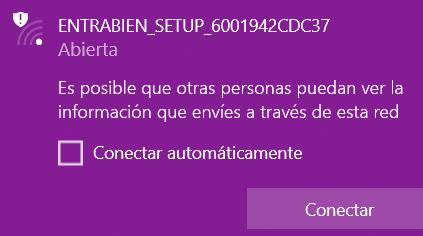 ENTRABIEN_SETUP_6001942CDC37
Abierta
Es posible que otras personas puedan ver la
información que envíes a través de esta red
Conectar automáticamente
Conectar